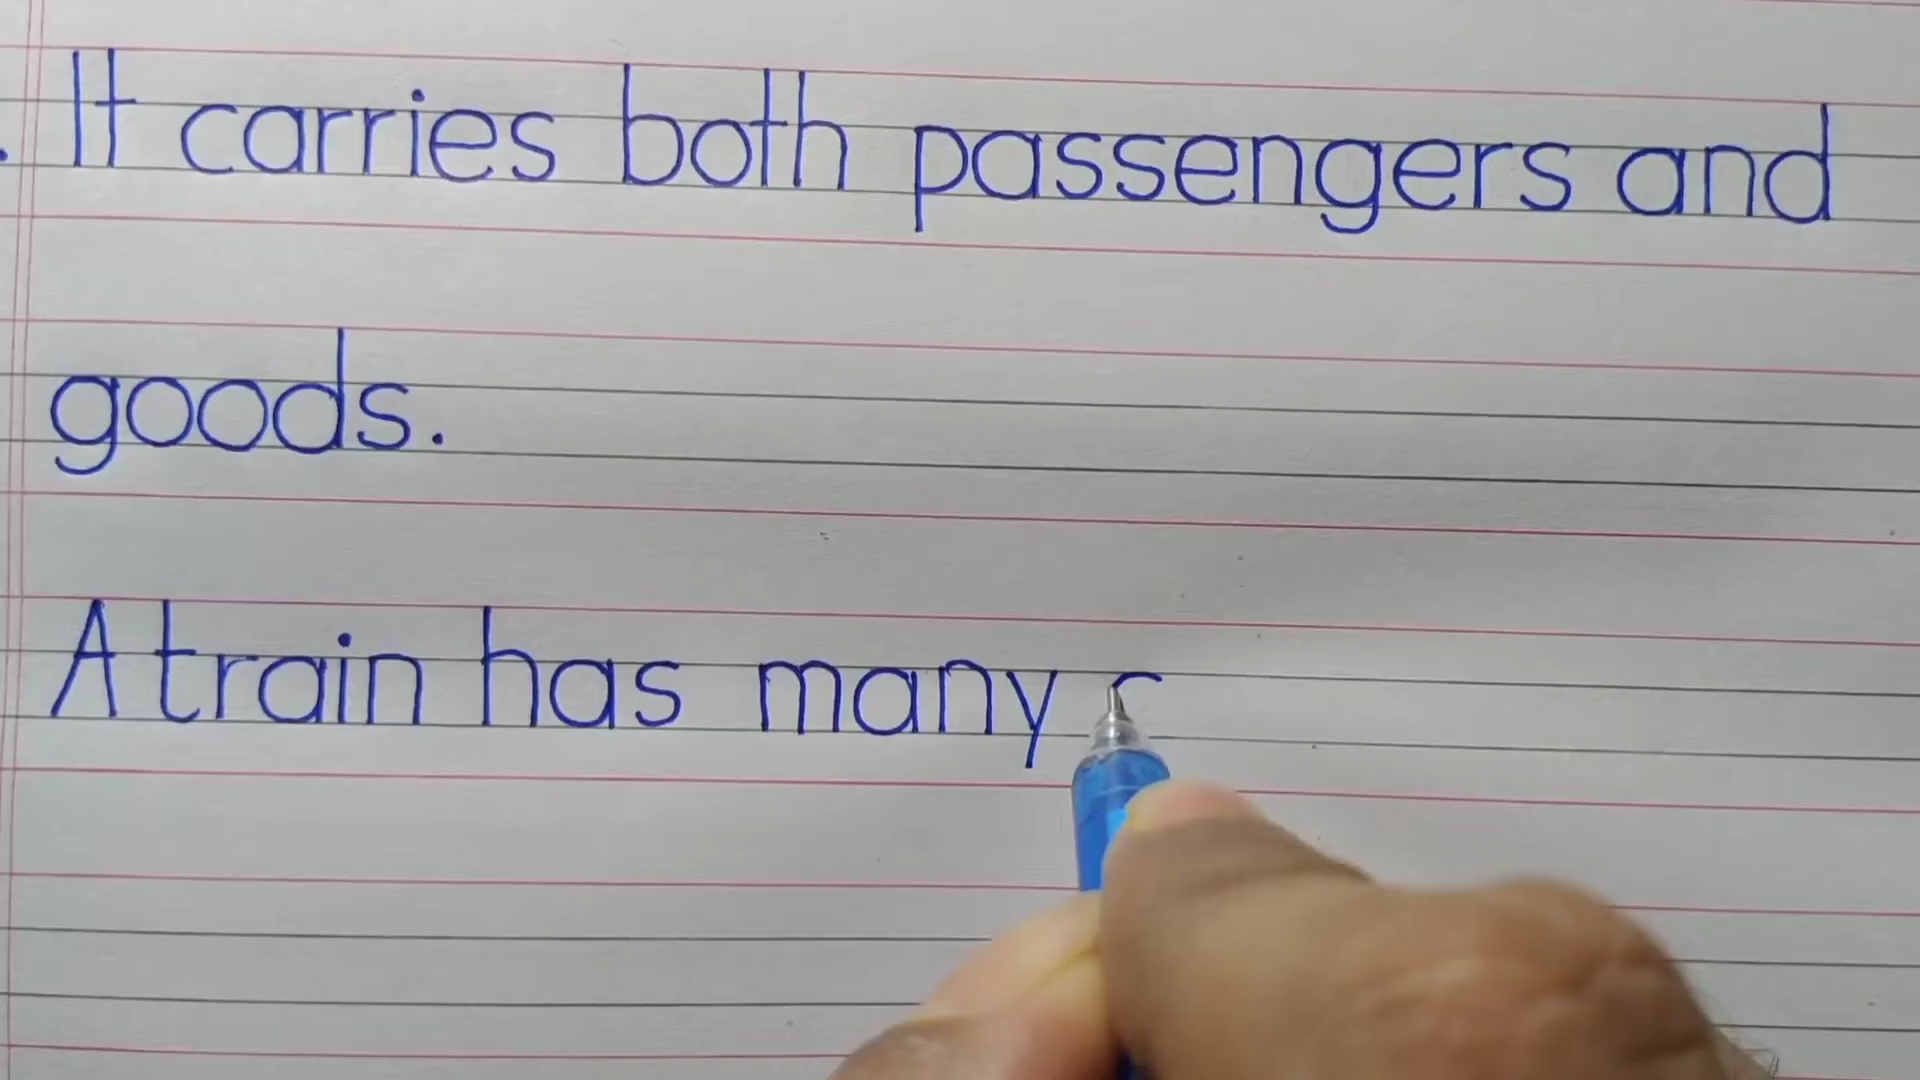 . It carries both passengers and
goods.
A train has many